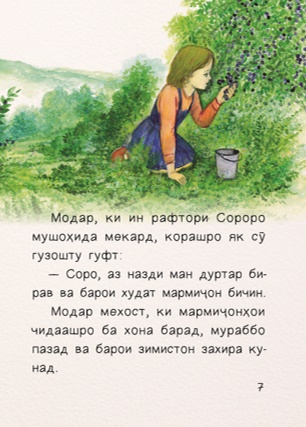 Модар, ки ин рафтори Сороро
мушоҳида мекард, корашро як сӯ
гузошту гуфт:
— Соро, аз назди ман дуртар би-
рав ва барои худат мармиҷон бичин.
Модар мехост, ки мармиҷонҳои
чидаашро ба хона барад, мураббо
пазад ва барои зимистон захира ку-
над.
7